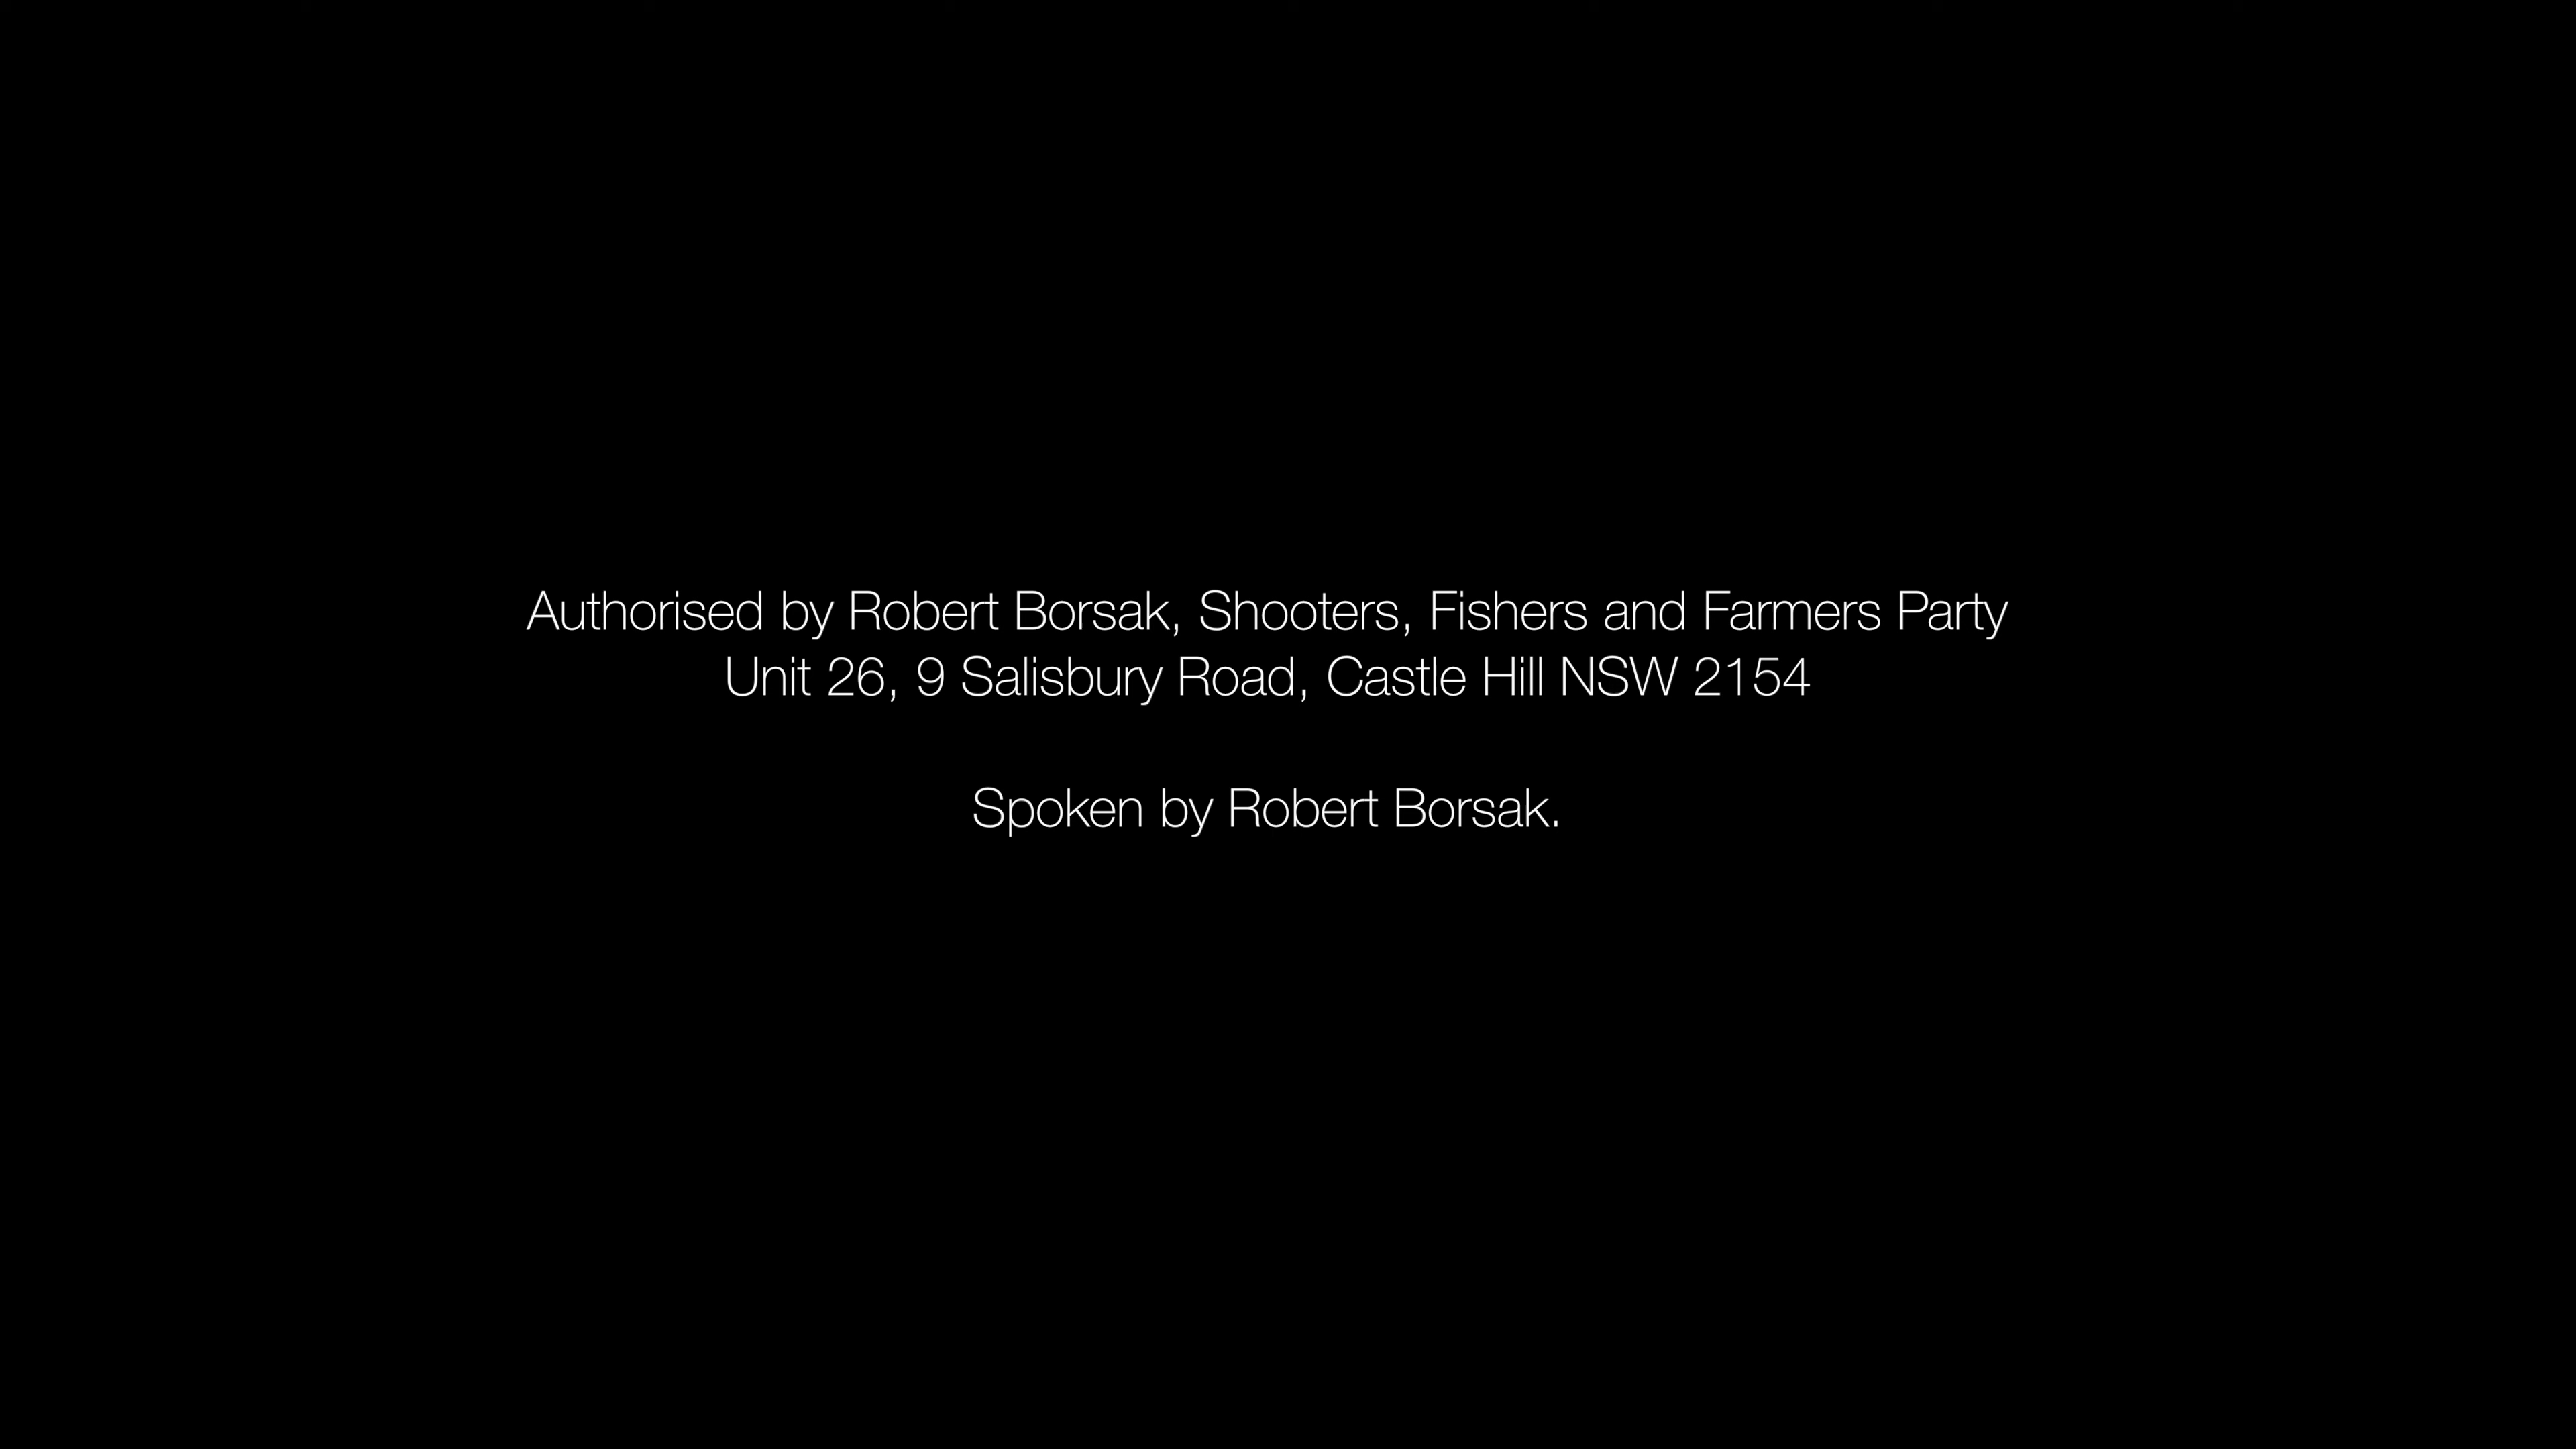 Authorised by Robert Borsak, Shooters, Fishers and Farmers Party
Unit 26, 9 Salisbury Road, Castle Hill NSW 2154
Spoken by Robert Borsak.